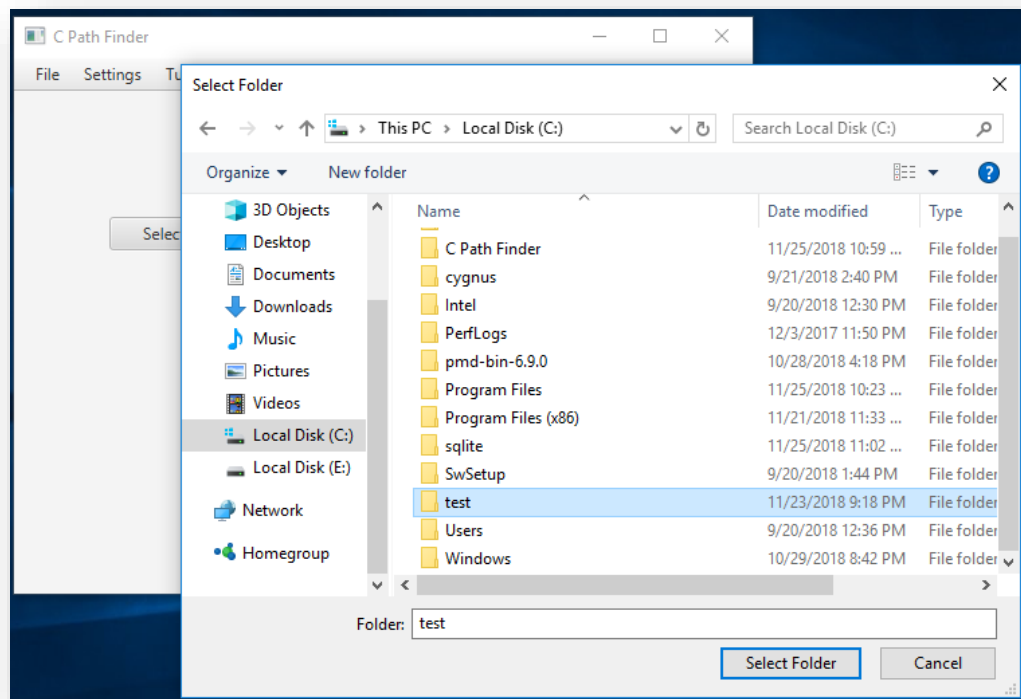 C Path Finder
File Settings Tu
Select Folder
This PC > Local Disk (C:)
Search Local Disk (C:)
Organize
New folder
?
Selec
3D Objects
Desktop
Documents
Downloads
Music
Pictures
Videos
Local Disk (C:)
Local Disk (E:)
Network
Homegroup
Name Date modified Type
C Path Finder 11/25/2018 10:59 ... File folder
cygnus 9/21/2018 2:40 PM File folder
Intel 9/20/2018 12:30 PM File folder
PerfLogs 12/3/2017 11:50 PM File folder
pmd-bin-6.9.0 10/28/2018 4:18 PM File folder
Program Files 11/25/2018 10:23 ... File folder
Program Files (x86) 11/21/2018 11:33 ... File folder
sqlite 11/25/2018 11:02 ... File folder
SwSetup 9/20/2018 1:44 PM File folder
test 11/23/2018 9:18 PM File folder
Users 9/20/2018 12:36 PM File folder
Windows 10/29/2018 8:42 PM File folder
Folder: test
Select Folder Cancel